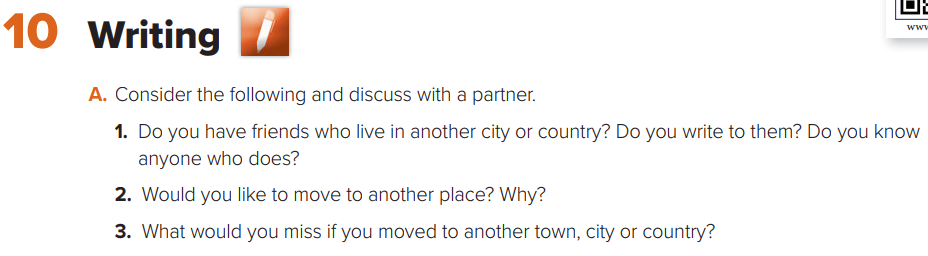 10 Writing
www
A. Consider the following and discuss with a partner.
1. Do you have friends who live in another city or country? Do you write to them? Do you know
anyone who does?
2. Would you like to move to another place? Why?
3. What would you miss if you moved to another town, city or country?